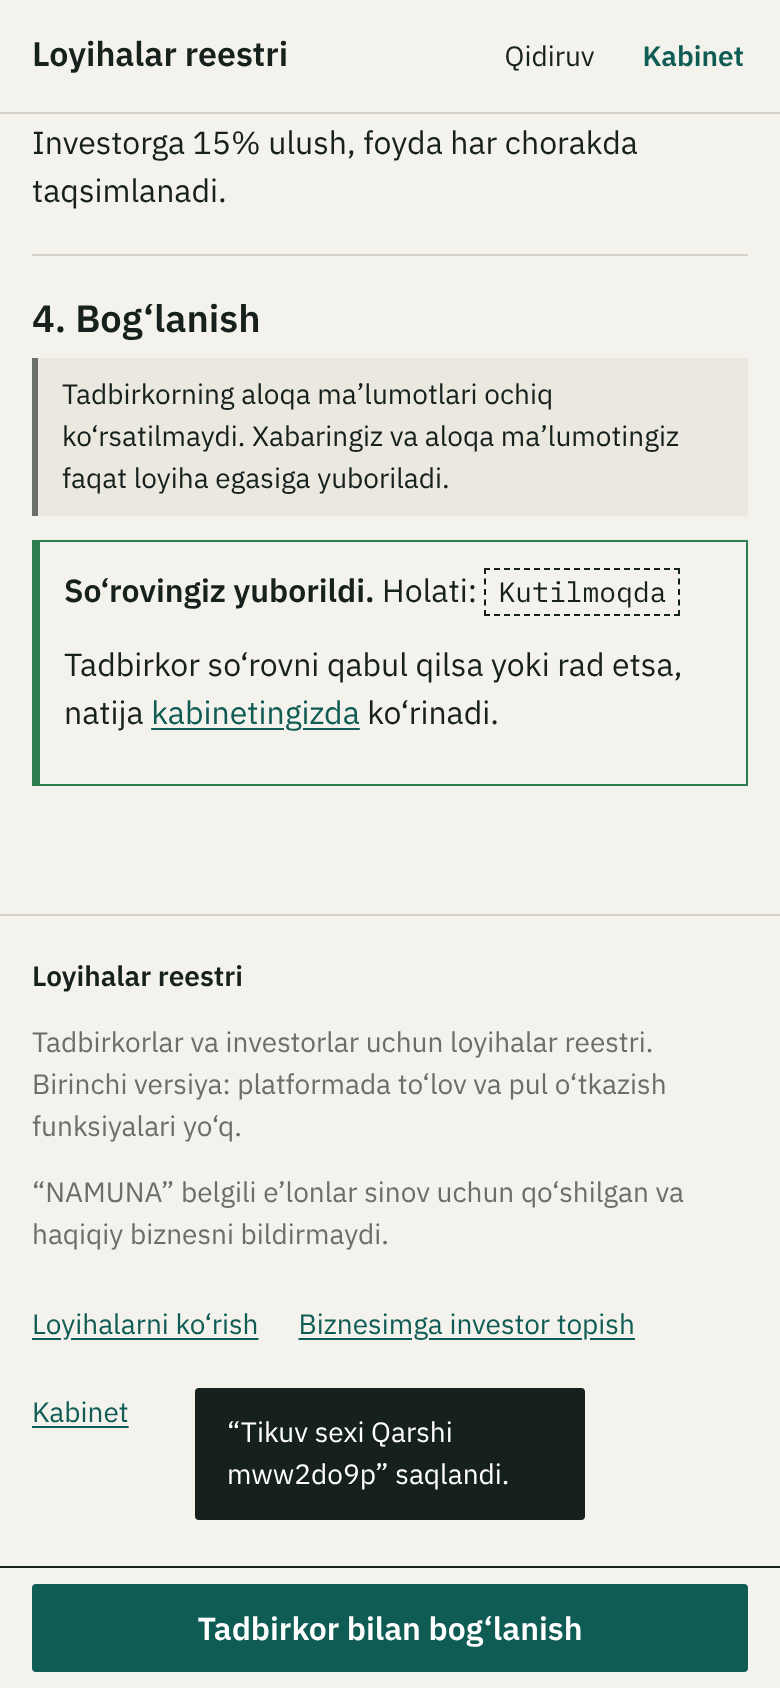 Loyihalar reestri
Qidiruv
Kabinet
Investorga 15% ulush, foyda har chorakda
taqsimlanadi.
4. Bog‘lanish
Tadbirkorning aloqa ma’lumotlari ochiq
ko‘rsatilmaydi. Xabaringiz va aloqa ma’lumotingiz
faqat loyiha egasiga yuboriladi.
So‘rovingiz yuborildi. Holati: Kutilmoqda
Tadbirkor so‘rovni qabul qilsa yoki rad etsa,
natija kabinetingizda ko‘rinadi.
Loyihalar reestri
Tadbirkorlar va investorlar uchun loyihalar reestri.
Birinchi versiya: platformada to‘lov va pul o‘tkazish
funksiyalari yo‘q.
“NAMUNA” belgili e’lonlar sinov uchun qo‘shilgan va
haqiqiy biznesni bildirmaydi.
Loyihalarni ko‘rish
Biznesimga investor topish
Kabinet
“Tikuv sexi Qarshi
mww2do9p” saqlandi.
Tadbirkor bilan bog‘lanish